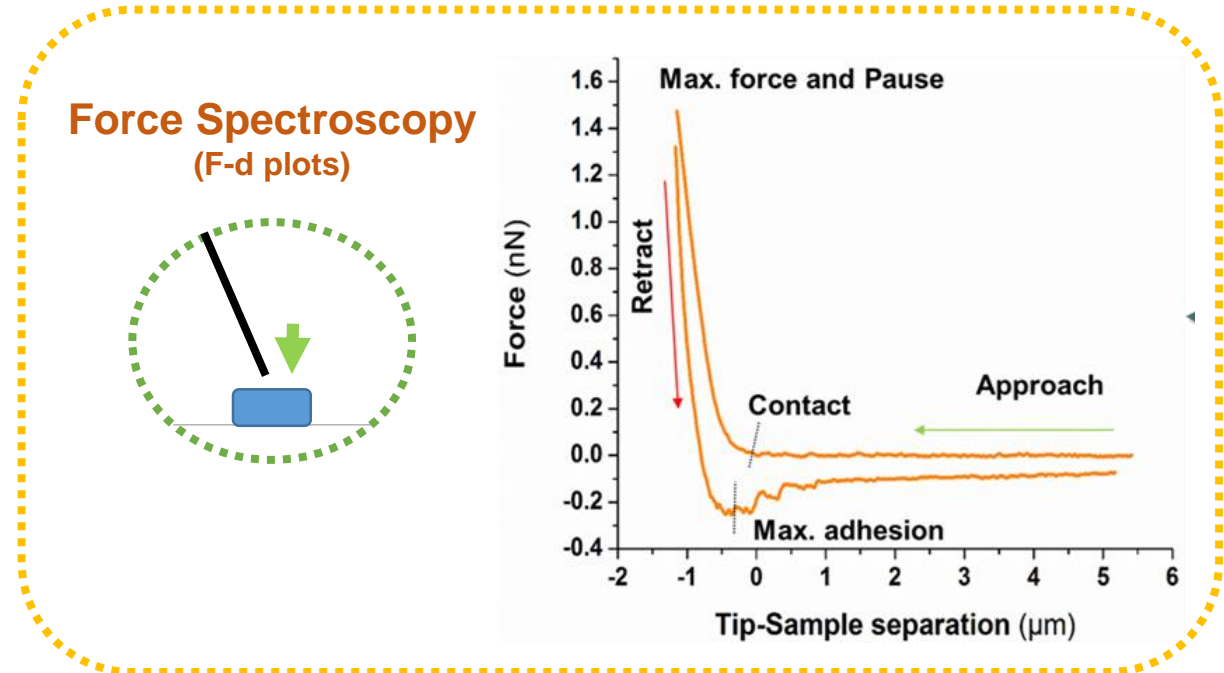 Force Spectroscopy
(F-d plots)
Max. force and Pause
1.6
1.4
1.2
1.0
0.8
0.6
0.4
0.2
0.0
-0.2
-0.4
Force (nN)
Retract
Contact
Approach
Max. adhesion
-2 -1 0 1 2 3 4 5 6
Tip-Sample separation (µm)